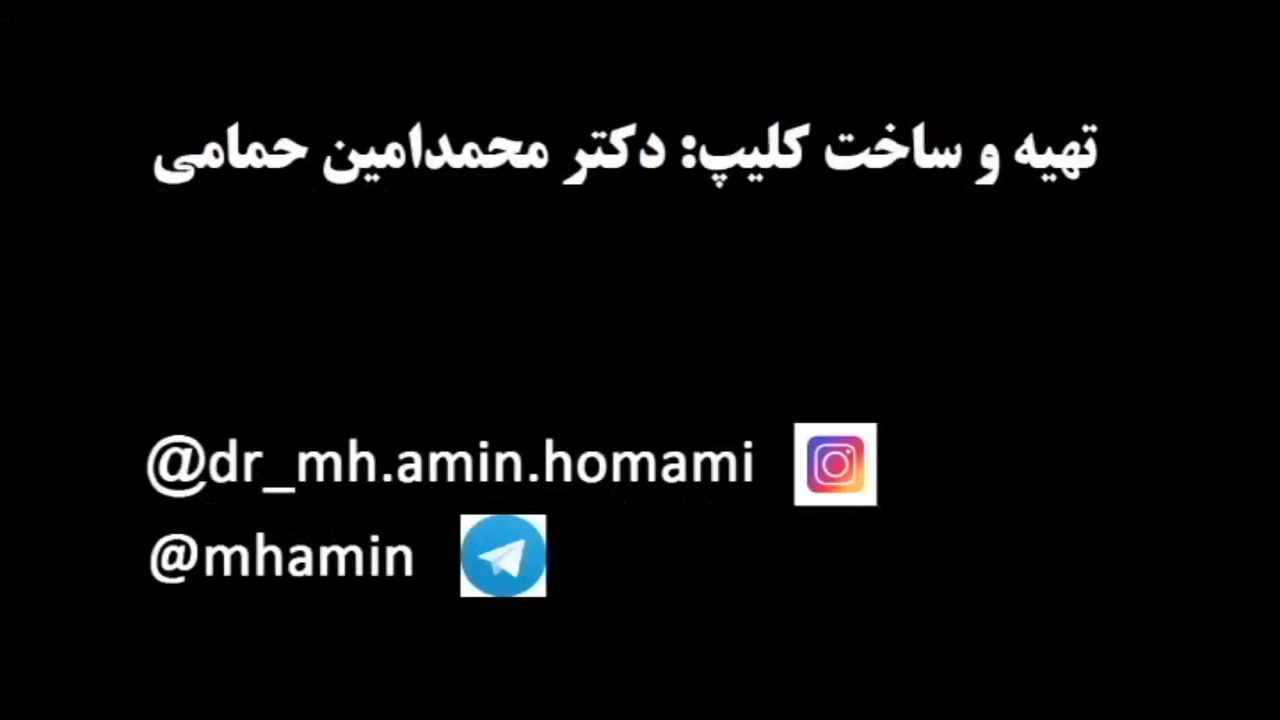 تهیه و ساخت کلیپ: دکتر محمدامین حمامی
@dr_mh.amin.homami
@mhamin